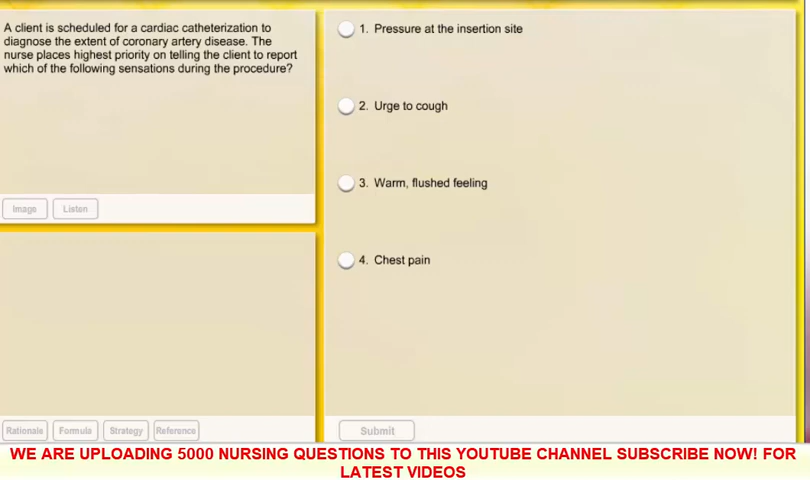 A client is scheduled for a cardiac catheterization to
diagnose the extent of coronary artery disease. The
nurse places highest priority on telling the client to report
which of the following sensations during the procedure?
Image
Listen
1. Pressure at the insertion site
2. Urge to cough
3. Warm, flushed feeling
4. Chest pain
Rationale
Formula
Strategy
Reference
Submit
WE ARE UPLOADING 5000 NURSING QUESTIONS TO THIS YOUTUBE CHANNEL SUBSCRIBE NOW! FOR
LATEST VIDEOS